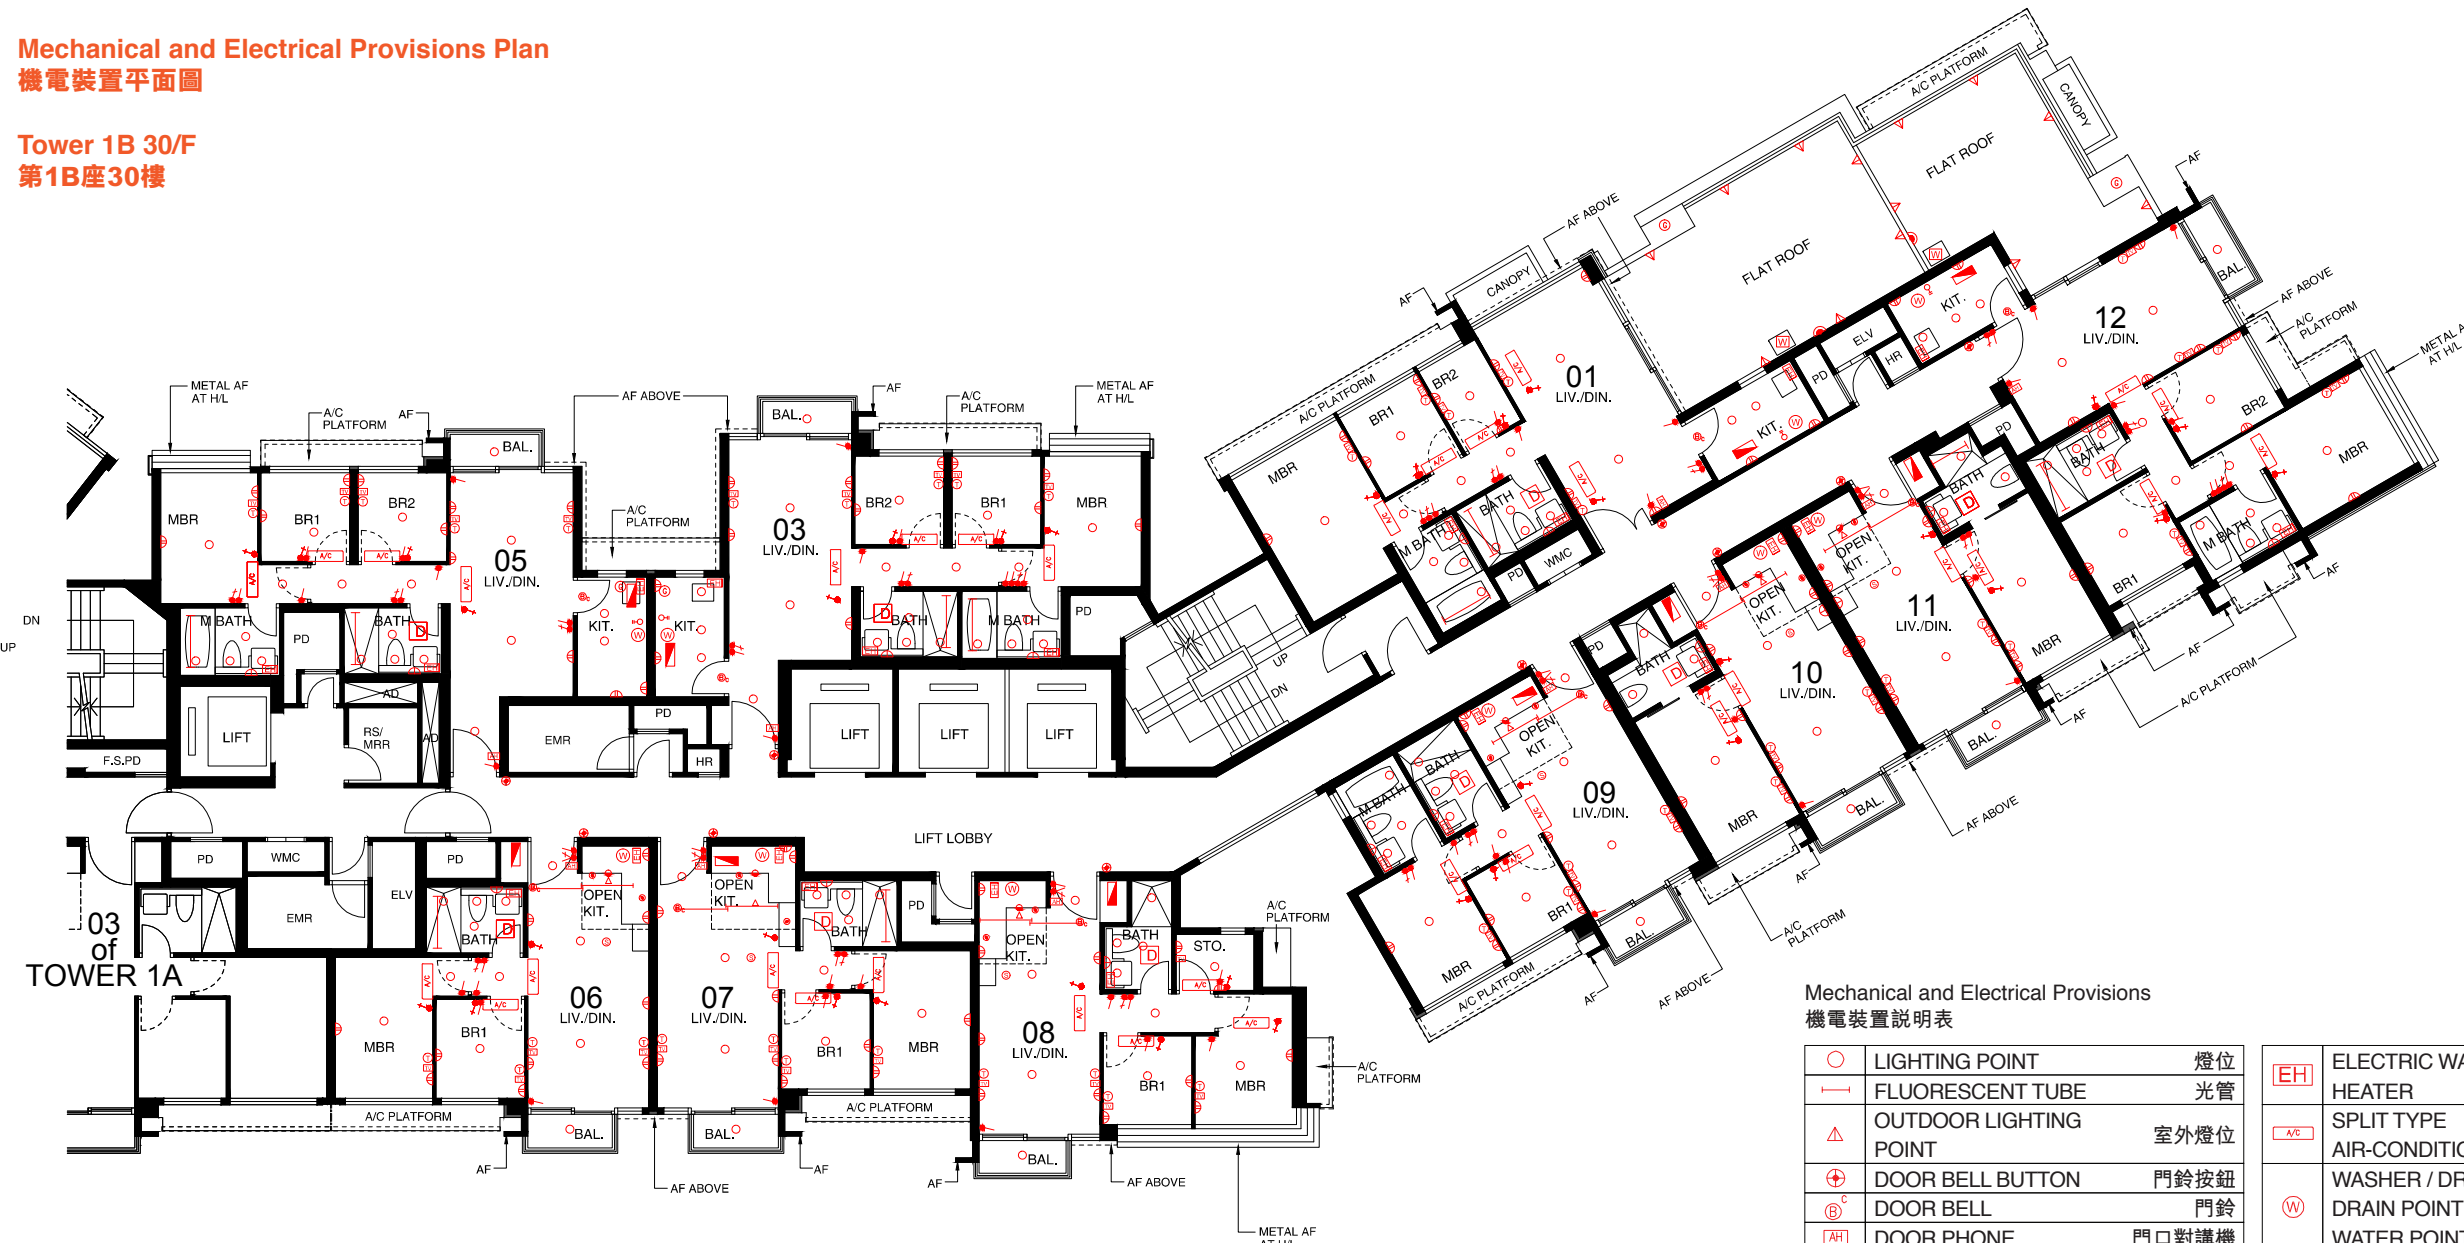 Mechanical and Electrical Provisions Plan
機電裝置平面圖
Tower 1B 30/F
第1B座30樓
METAL AF
AT H/L
A/C
PLATFORM
AF
AF ABOVE
AF
A/C
PLATFORM
METAL AF
AT H/L
BAL.
BAL.
MBR
BR1
BR2
05
LIV./DIN.
A/C
PLATFORM
03
LIV./DIN.
BR2
BR1
MBR
M BATH
PD
BATH
KIT.
KIT.
BATH
M BATH
PD
DN
UP
LIFT
AD
RS/
MRR
AD
EMR
PD
HR
LIFT
LIFT
LIFT
UP
DN
F.S.PD
LIFT LOBBY
PD
WMC
PD
EMR
ELV
03
of
TOWER 1A
BATH
OPEN
KIT.
OPEN
KIT.
BATH
PD
OPEN
KIT.
BATH
STO.
A/C
PLATFORM
06
LIV./DIN.
07
LIV./DIN.
08
LIV./DIN.
MBR
BR1
BR1
MBR
BR1
MBR
A/C
PLATFORM
A/C PLATFORM
A/C PLATFORM
BAL.
BAL.
BAL.
AF
AF ABOVE
AF
AF
AF ABOVE
METAL AF
A/C PLATFORM
CANOPY
FLAT ROOF
AF
AF ABOVE
FLAT ROOF
CANOPY
AF
A/C PLATFORM
BAL.
AF ABOVE
A/C
PLATFORM
AT H/L
01
LIV./DIN.
12
LIV./DIN.
KIT.
ELV
HR
PD
KIT.
BR2
BR1
MBR
BATH
M BATH
PD
WMC
PD
BATH
BATH
BR2
MBR
M BATH
BR1
AF
OPEN
KIT.
11
LIV./DIN.
MBR
AF
A/C PLATFORM
OPEN
KIT.
10
LIV./DIN.
BAL.
AF
PD
BATH
MBR
BAL.
AF ABOVE
AF
OPEN
KIT.
09
LIV./DIN.
BATH
M BATH
BR1
MBR
BAL.
A/C
PLATFORM
A/C PLATFORM
AF
AF ABOVE
Mechanical and Electrical Provisions
機電裝置說明表
LIGHTING POINT 燈位
FLUORESCENT TUBE 光管
OUTDOOR LIGHTING
POINT 室外燈位
DOOR BELL BUTTON 門鈴按鈕
DOOR BELL 門鈴
DOOR PHONE 門口對講機
EH ELECTRIC WA
HEATER
A/C SPLIT TYPE
AIR-CONDITIO
W WASHER / DR
DRAIN POINT
WATER POINT